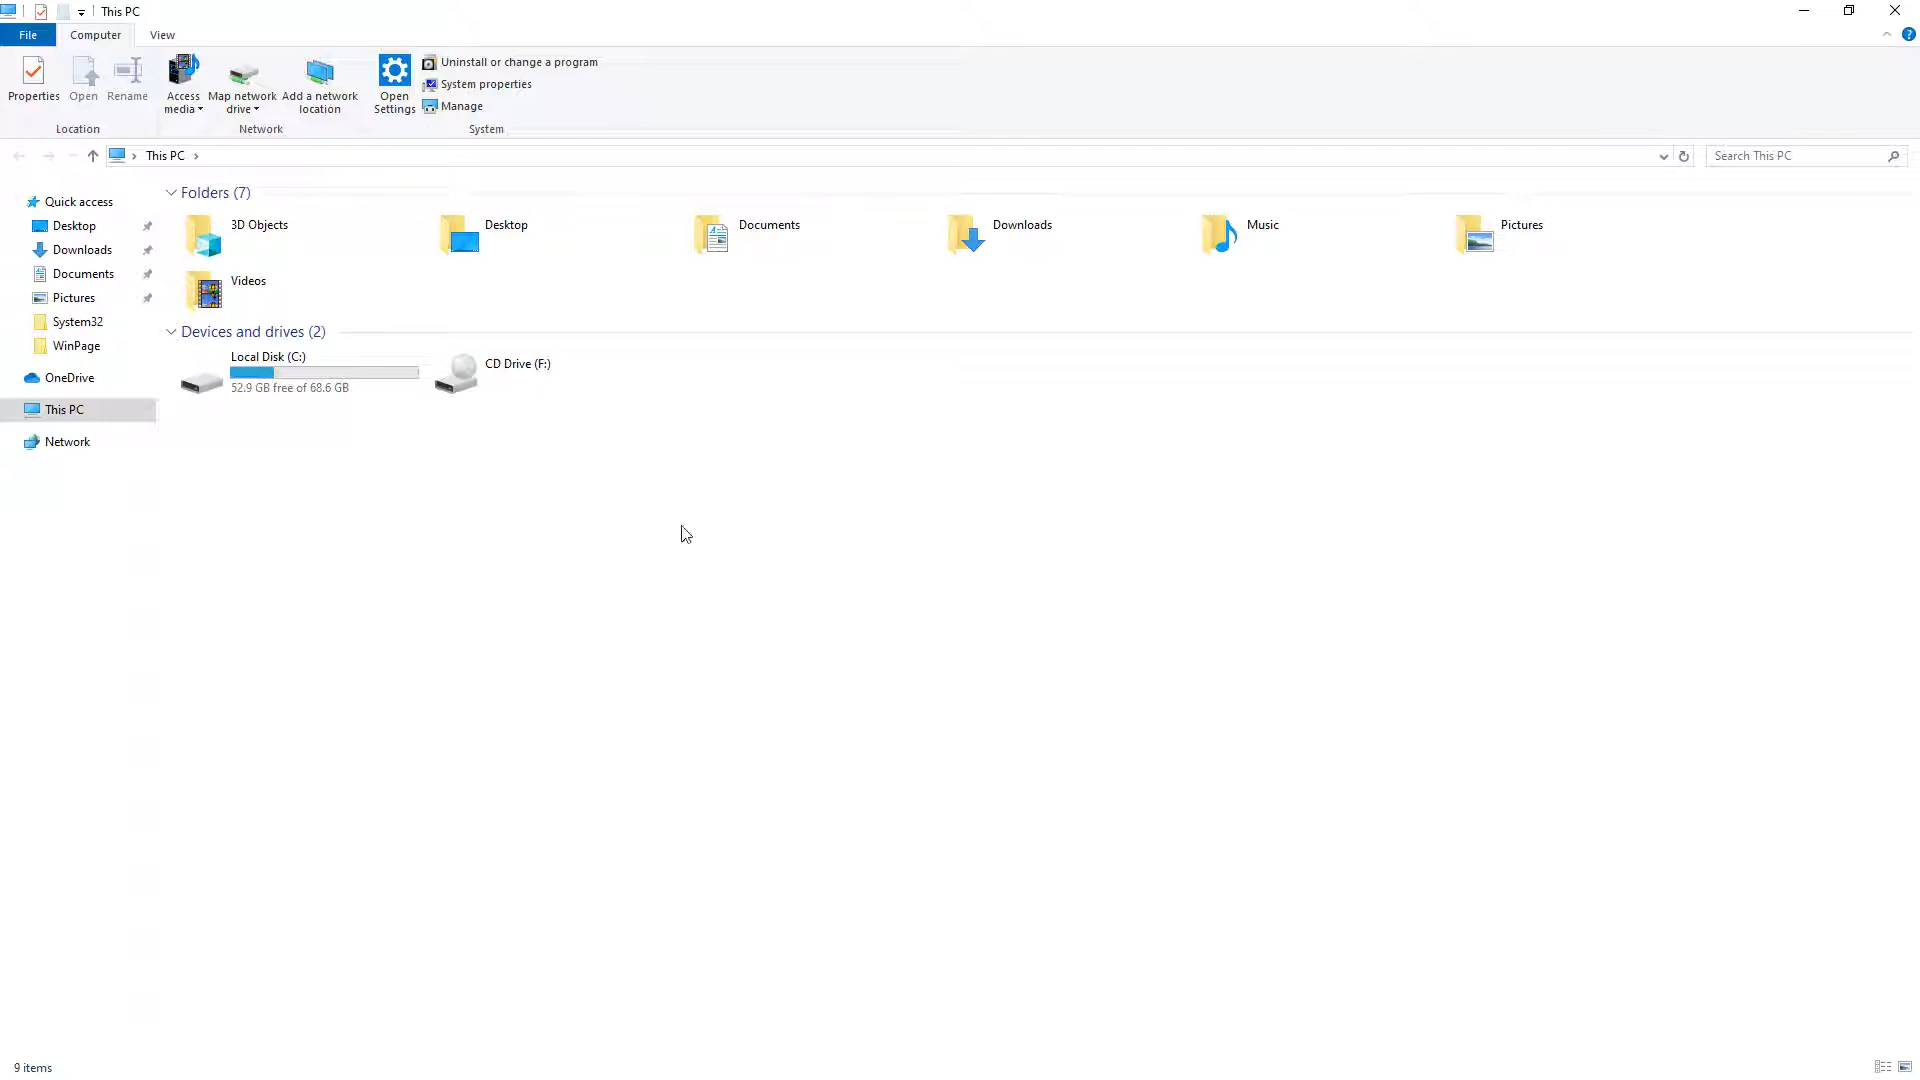 This PC
File Computer View
Properties Open Rename Access media Map network drive Add a network location Open Settings
Uninstall or change a program
System properties
Manage
Location Network System
This PC
Search This PC
Quick access
Desktop
Downloads
Documents
Pictures
System32
WinPage
OneDrive
This PC
Network
Folders (7)
3D Objects Desktop Documents Downloads Music Pictures
Videos
Devices and drives (2)
Local Disk (C:)
52.9 GB free of 68.6 GB
CD Drive (F:)
9 items